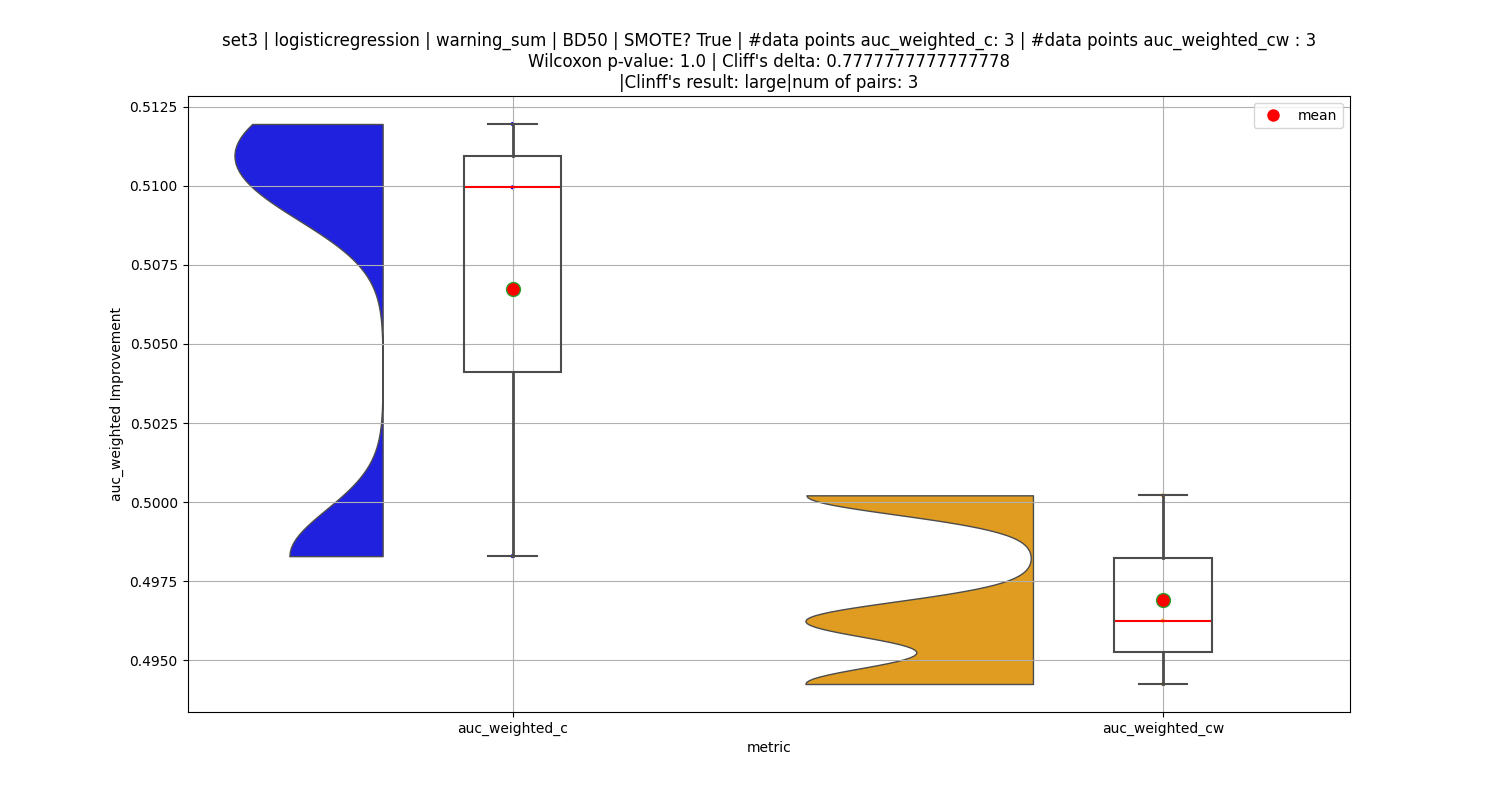 set3 | logisticregression | warning_sum | BD50 | SMOTE? True | #data points auc_weighted_c: 3 | #data points auc_weighted_cw : 3
Wilcoxon p-value: 1.0 | Cliff's delta: 0.7777777777777778
|Clinff's result: large|num of pairs: 3
mean
0.5125
0.5100
0.5075
0.5050
0.5025
0.5000
0.4975
0.4950
auc_weighted Improvement
auc_weighted_c
auc_weighted_cw
metric